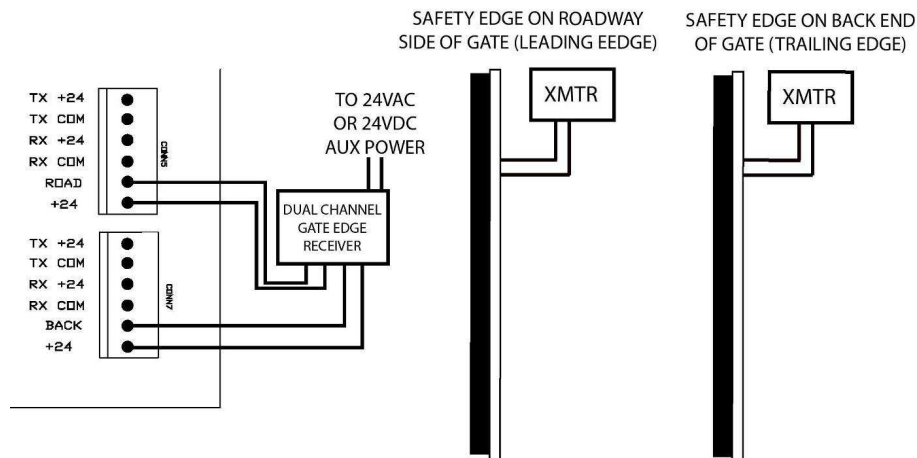 SAFETY EDGE ON ROADWAY
SIDE OF GATE (LEADING EEDGE)
SAFETY EDGE ON BACK END
OF GATE (TRAILING EDGE)
TX +24
TX COM
RX +24
RX COM
ROAD
+24
CONN5
TO 24VAC
OR 24VDC
AUX POWER
XMTR
XMTR
DUAL CHANNEL
GATE EDGE
RECEIVER
TX +24
TX COM
RX +24
RX COM
BACK
+24
CONN7